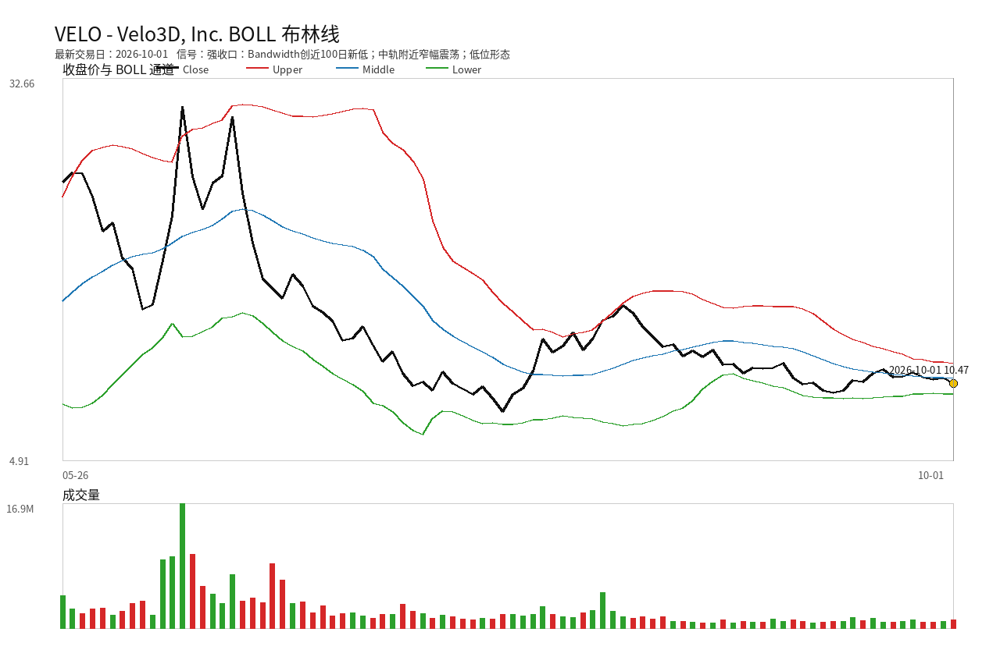 VELO - Velo3D, Inc. BOLL 布林线
最新交易日：2026-10-01 信号：强收口：Bandwidth创近100日新低；中轨附近窄幅震荡；低位形态
收盘价与 BOLL 通道 Close Upper Middle Lower
32.66
2026-10-01 10.47
4.91
05-26 10-01
成交量
16.9M